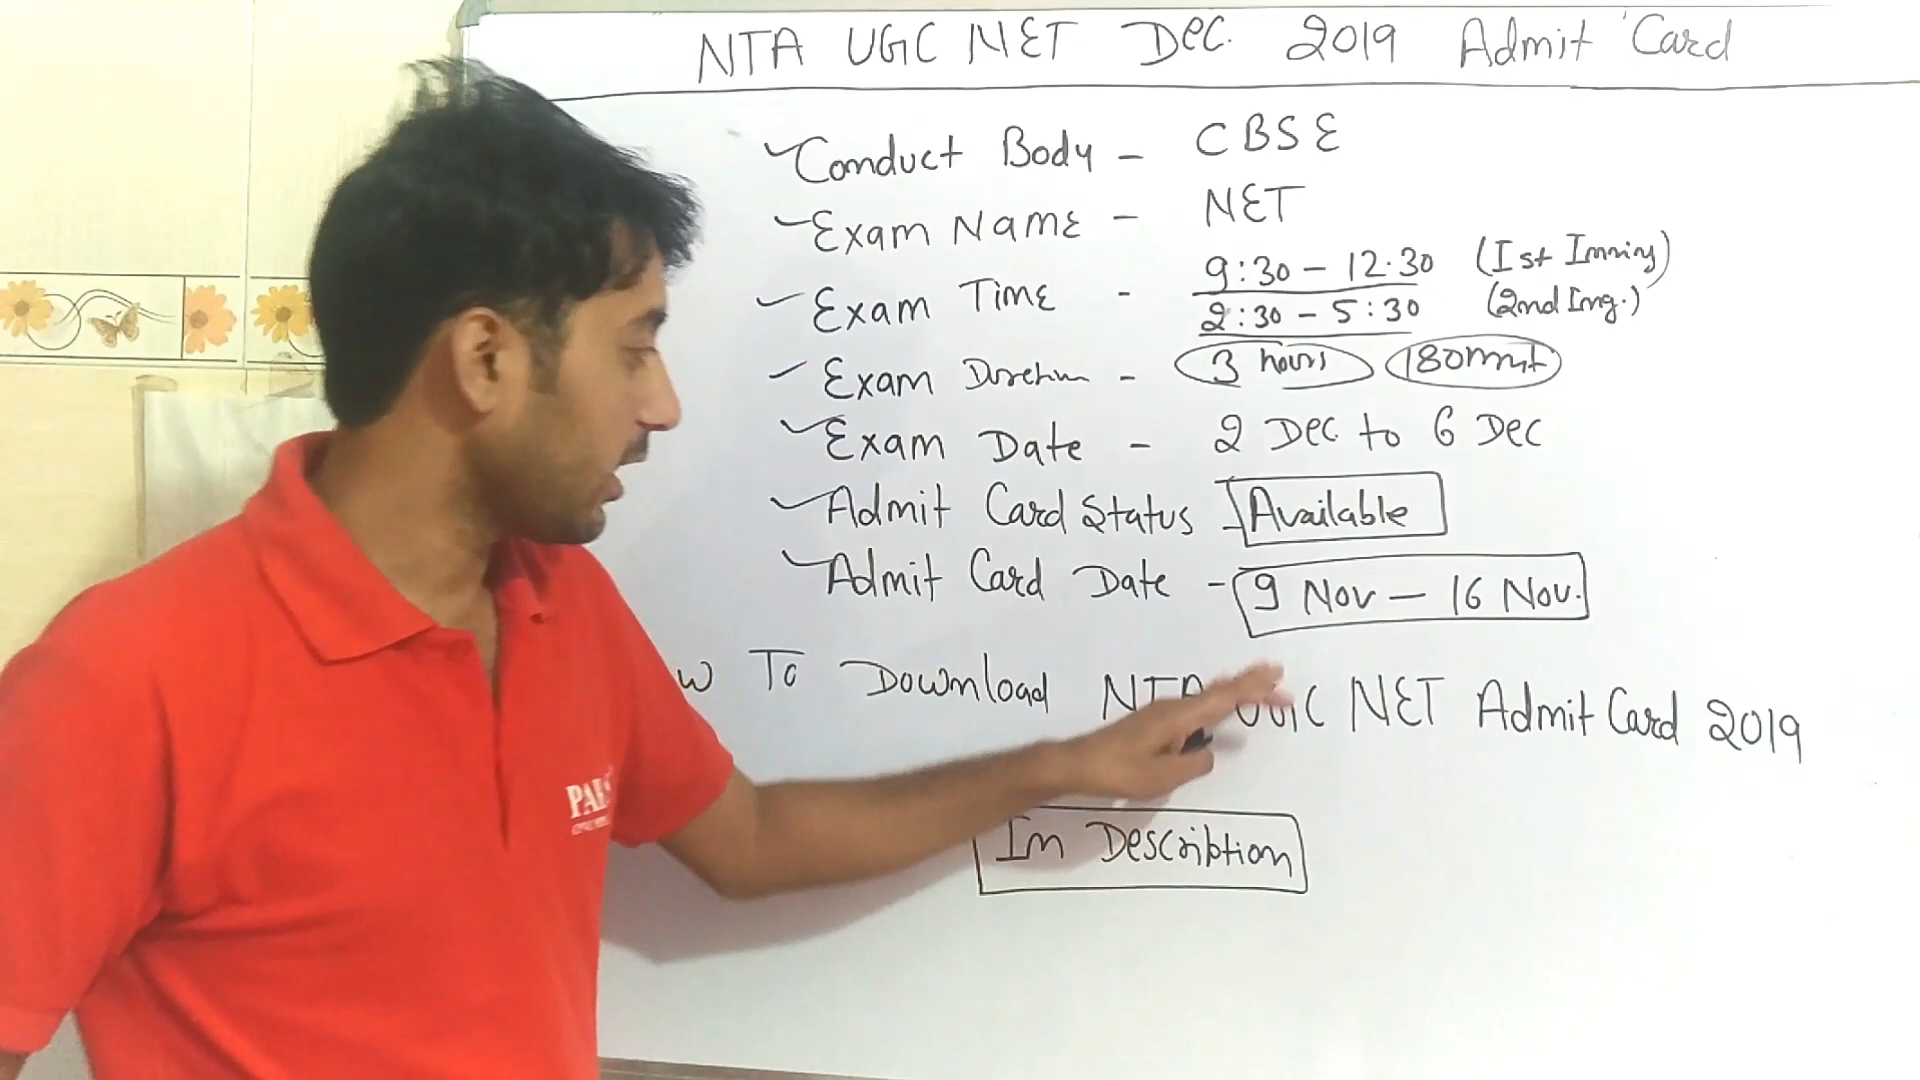 NTA UGC NET Dec. 2019 Admit Card
Conduct Body - CBSE
Exam Name - NET
Exam Time - 9:30 - 12.30 (Ist Inning)
2:30 - 5:30 (2nd Ing.)
Exam - 3 hours 180
Exam Date - 2 Dec to 6 Dec
Admit Card Status - Available
Admit Card Date - 9 Nov - 16 Nov.
w To Download NTA UGC NET Admit Card 2019
In Description